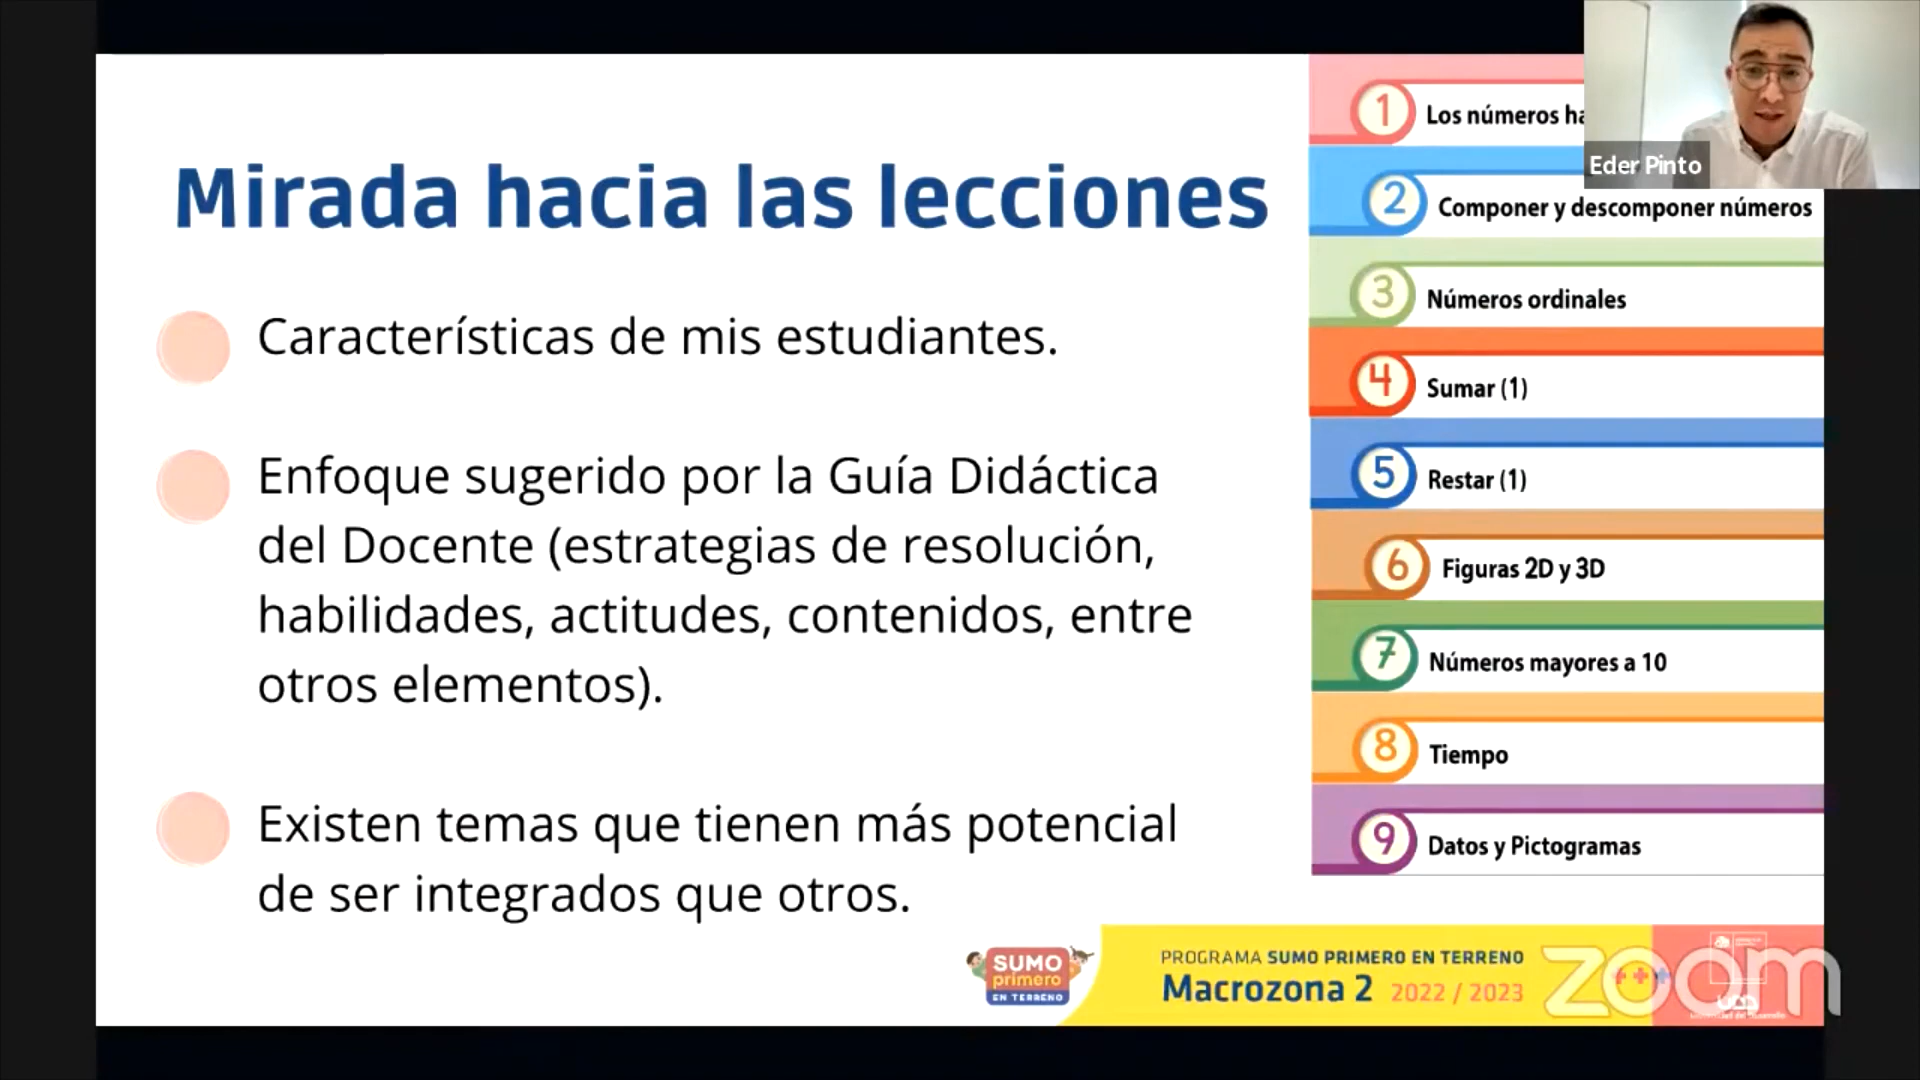 Mirada hacia las lecciones
Características de mis estudiantes.
Enfoque sugerido por la Guía Didáctica
del Docente (estrategias de resolución,
habilidades, actitudes, contenidos, entre
otros elementos).
Existen temas que tienen más potencial
de ser integrados que otros.
1 Los números ha
2 Componer y descomponer números
3 Números ordinales
4 Sumar (1)
5 Restar (1)
6 Figuras 2D y 3D
7 Números mayores a 10
8 Tiempo
9 Datos y Pictogramas
Eder Pinto
SUMO
primero
EN TERRENO
PROGRAMA SUMO PRIMERO EN TERRENO
Macrozona 2 2022 / 2023
zoom